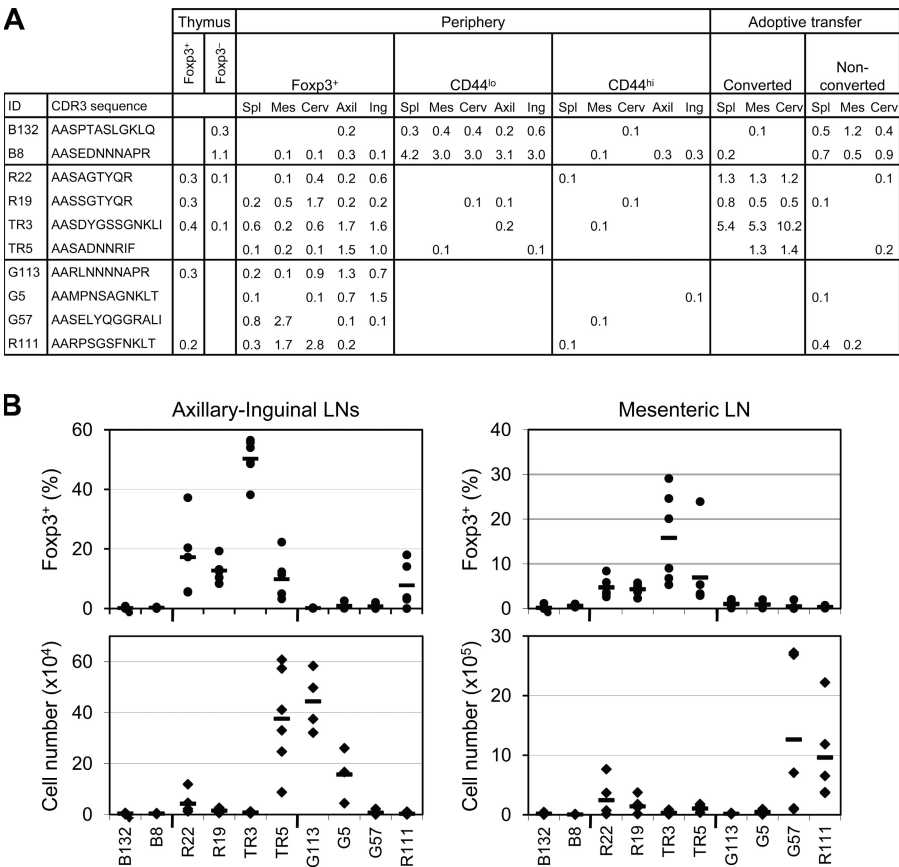 A
Thymus Periphery Adoptive transfer
Foxp3+ Foxp3– Foxp3+ CD44lo CD44hi Converted Non-converted
ID CDR3 sequence Spl Mes Cerv Axil Ing Spl Mes Cerv Axil Ing Spl Mes Cerv Axil Ing Spl Mes Cerv Spl Mes Cerv
B132 AASPTASLGKLQ 0.3 0.2 0.3 0.4 0.4 0.2 0.6 0.1 0.1 0.5 1.2 0.4
B8 AASEDNNNAPR 1.1 0.1 0.1 0.3 0.1 4.2 3.0 3.0 3.1 3.0 0.1 0.3 0.3 0.2 0.7 0.5 0.9
R22 AASAGTYQR 0.3 0.1 0.1 0.4 0.2 0.6 0.1 1.3 1.3 1.2 0.1
R19 AASSGTYQR 0.3 0.2 0.5 1.7 0.2 0.2 0.1 0.1 0.1 0.8 0.5 0.5 0.1
TR3 AASDYGSSGNKLI 0.4 0.1 0.6 0.2 0.6 1.7 1.6 0.2 0.1 5.4 5.3 10.2
TR5 AASADNNRIF 0.1 0.2 0.1 1.5 1.0 0.1 0.1 1.3 1.4 0.2
G113 AARLNNNNAPR 0.3 0.2 0.1 0.9 1.3 0.7
G5 AAMPNSAGNKLT 0.1 0.1 0.7 1.5 0.1 0.1
G57 AASELYQGGRALI 0.8 2.7 0.1 0.1 0.1
R111 AARPSGSFNKLT 0.2 0.3 1.7 2.8 0.2 0.1 0.4 0.2
B
Axillary-Inguinal LNs Mesenteric LN
Foxp3+ (%)
60
40
20
0
Foxp3+ (%)
40
30
20
10
0
Cell number (x10⁴)
60
40
20
0
B132 B8 R22 R19 TR3 TR5 G113 G5 G57 R111
Cell number (x10⁵)
30
20
10
0
B132 B8 R22 R19 TR3 TR5 G113 G5 G57 R111